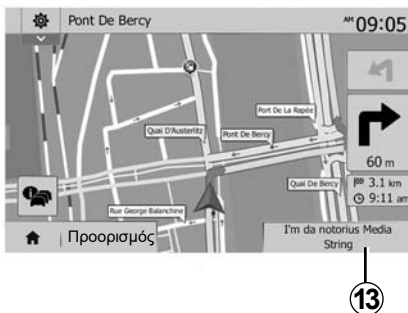 Pont De Bercy
AM 09:05
Port De La Rapée
Quai D'Austerlitz
Pont De Bercy
60 m
Quai De Bercy
3.1 km
9:11 am
Rue George Balanchine
Προορισμός
I'm da notorius Media
String
13